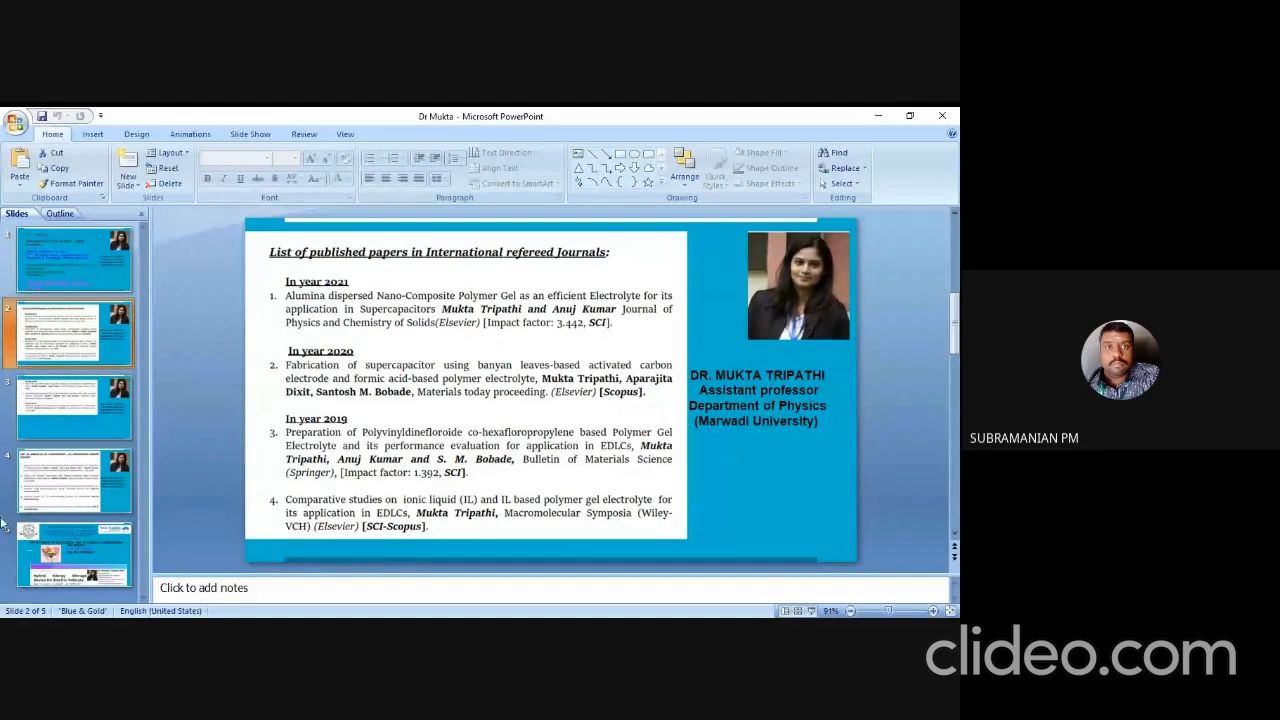 Dr Mukta - Microsoft PowerPoint
Home Insert Design Animations Slide Show Review View
Paste
Cut
Copy
Format Painter
Clipboard
New Slide
Layout
Reset
Delete
Slides
Font
Text Direction
Align Text
Convert to SmartArt
Paragraph
Arrange
Quick Styles
Shape Fill
Shape Outline
Shape Effects
Drawing
Find
Replace
Select
Editing
Slides Outline
1
2
3
4
List of published papers in International refereed Journals:
In year 2021
1. Alumina dispersed Nano-Composite Polymer Gel as an efficient Electrolyte for its
application in Supercapacitors Mukta Tripathi and Anuj Kumar Journal of
Physics and Chemistry of Solids(Elsevier) [Impact factor: 3.442, SCI].
In year 2020
2. Fabrication of supercapacitor using banyan leaves-based activated carbon
electrode and formic acid-based polymer electrolyte, Mukta Tripathi, Aparajita
Dixit, Santosh M. Bobade, Materials today proceeding. (Elsevier) [Scopus].
In year 2019
3. Preparation of Polyvinyldinefloroide co-hexafloropropylene based Polymer Gel
Electrolyte and its performance evaluation for application in EDLCs, Mukta
Tripathi, Anuj Kumar and S. M. Bobade, Bulletin of Materials Science
(Springer), [Impact factor: 1.392, SCI].
4. Comparative studies on ionic liquid (IL) and IL based polymer gel electrolyte for
its application in EDLCs, Mukta Tripathi, Macromolecular Symposia (Wiley-
VCH) (Elsevier) [SCI-Scopus].
DR. MUKTA TRIPATHI
Assistant professor
Department of Physics
(Marwadi University)
SUBRAMANIAN PM
Click to add notes
Slide 2 of 5 "Blue & Gold" English (United States) 91%
clideo.com